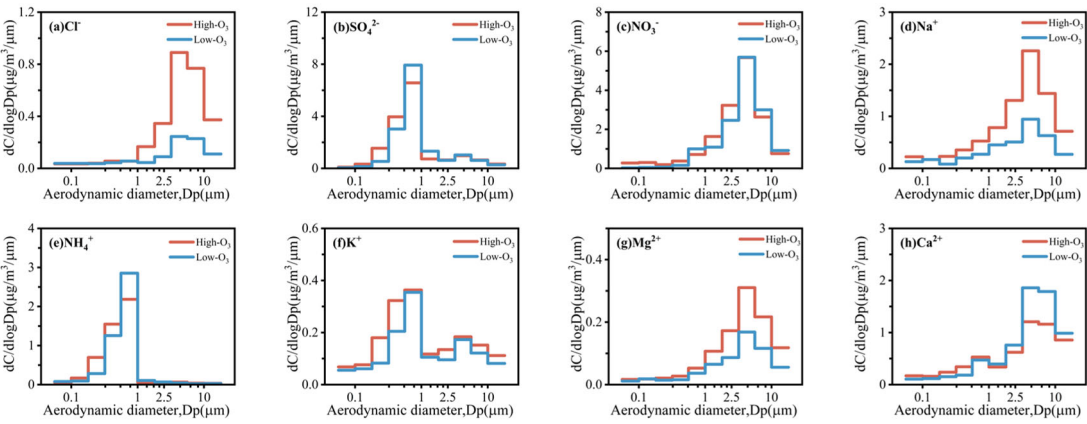 (a)Cl⁻
High-O₃
Low-O₃
dC/dlogDp(μg/m³/μm)
1.2
0.8
0.4
0.0
0.1 1 2.5 10
Aerodynamic diameter,Dp(μm)
(b)SO₄²⁻
High-O₃
Low-O₃
dC/dlogDp(μg/m³/μm)
12
8
4
0
0.1 1 2.5 10
Aerodynamic diameter,Dp(μm)
(c)NO₃⁻
High-O₃
Low-O₃
dC/dlogDp(μg/m³/μm)
8
6
4
2
0
0.1 1 2.5 10
Aerodynamic diameter,Dp(μm)
(d)Na⁺
High-O₃
Low-O₃
dC/dlogDp(μg/m³/μm)
3
2
1
0
0.1 1 2.5 10
Aerodynamic diameter,Dp(μm)
(e)NH₄⁺
High-O₃
Low-O₃
dC/dlogDp(μg/m³/μm)
4
3
2
1
0
0.1 1 2.5 10
Aerodynamic diameter,Dp(μm)
(f)K⁺
High-O₃
Low-O₃
dC/dlogDp(μg/m³/μm)
0.6
0.4
0.2
0.0
0.1 1 2.5 10
Aerodynamic diameter,Dp(μm)
(g)Mg²⁺
High-O₃
Low-O₃
dC/dlogDp(μg/m³/μm)
0.4
0.2
0.0
0.1 1 2.5 10
Aerodynamic diameter,Dp(μm)
(h)Ca²⁺
High-O₃
Low-O₃
dC/dlogDp(μg/m³/μm)
3
2
1
0
0.1 1 2.5 10
Aerodynamic diameter,Dp(μm)